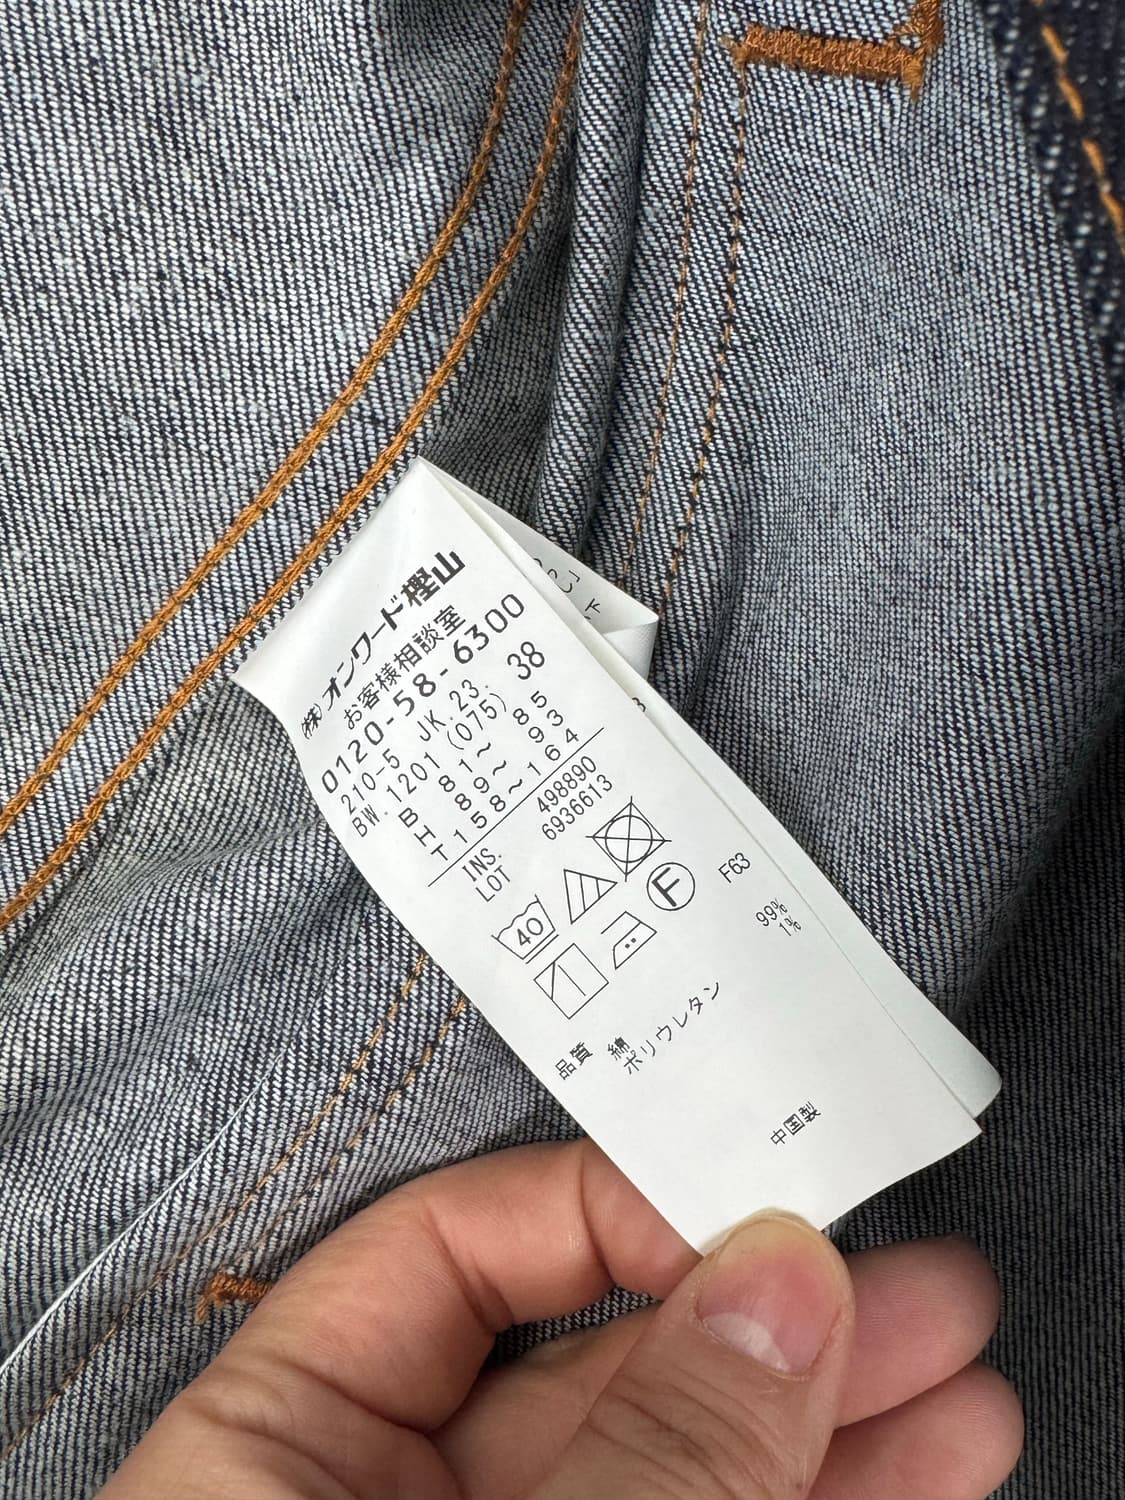 (株)オンワード樫山
お客様相談室
0120-58-6300
210-5 JK.23. 38
BW.1201(075)
B 81~ 85
H 89~ 93
T 158~164
INS. 498890
LOT 6936613
40
F
F63
品質 綿 99%
ポリウレタン 1%
中国製